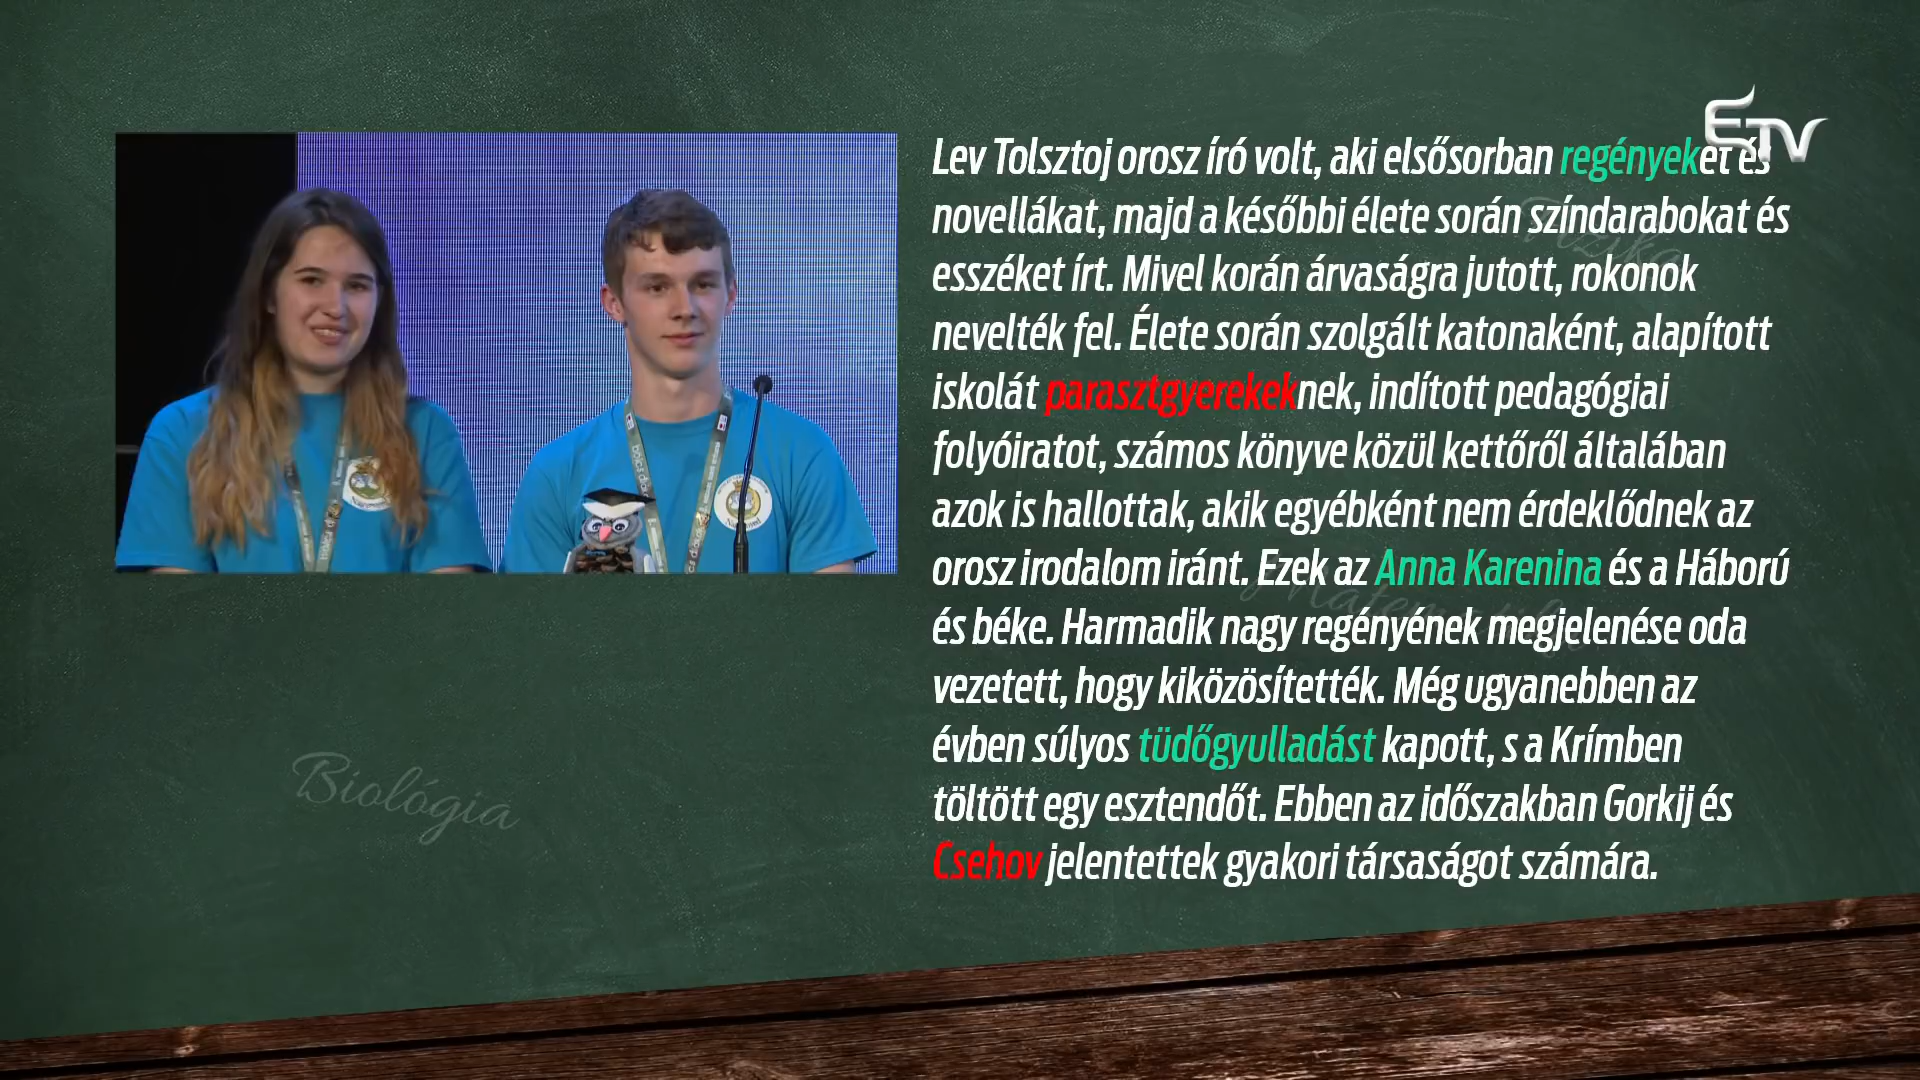 ETV
Lev Tolsztoj orosz író volt, aki elsősorban regényeket és
novellákat, majd a későbbi élete során színdarabokat és
esszéket írt. Mivel korán árvaságra jutott, rokonok
nevelték fel. Élete során szolgált katonaként, alapított
iskolát parasztgyerekeknek, indított pedagógiai
folyóiratot, számos könyve közül kettőről általában
azok is hallottak, akik egyébként nem érdeklődnek az
orosz irodalom iránt. Ezek az Anna Karenina és a Háború
és béke. Harmadik nagy regényének megjelenése oda
vezetett, hogy kiközösítették. Még ugyanebben az
évben súlyos tüdőgyulladást kapott, s a Krímben
töltött egy esztendőt. Ebben az időszakban Gorkij és
Csehov jelentettek gyakori társaságot számára.
Fizika
Matematika
Biológia